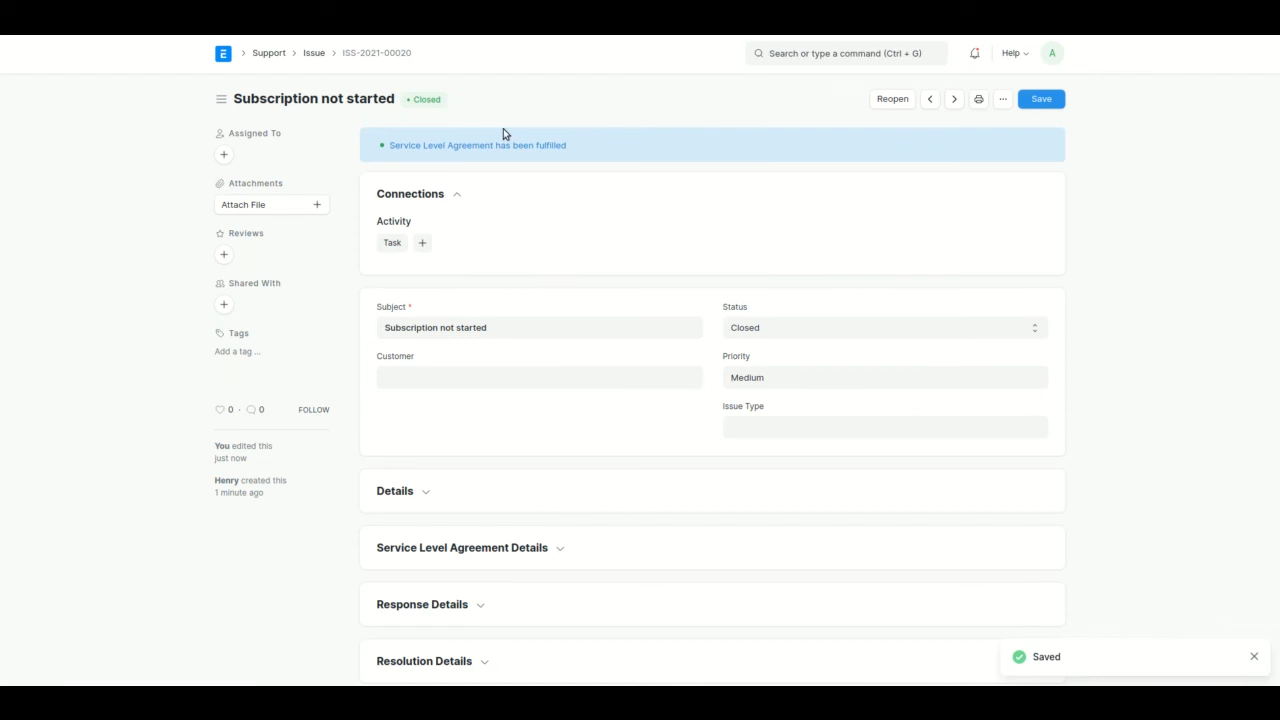 E Support Issue ISS-2021-00020 Search or type a command (Ctrl + G) Help A
Subscription not started Closed Reopen ... Save
Assigned To
Service Level Agreement has been fulfilled
Attachments
Attach File
Reviews
Shared With
Tags
Add a tag ...
0 · 0 FOLLOW
You edited this
just now
Henry created this
1 minute ago
Connections
Activity
Task
Subject *
Subscription not started
Customer
Status
Closed
Priority
Medium
Issue Type
Details
Service Level Agreement Details
Response Details
Resolution Details
Saved